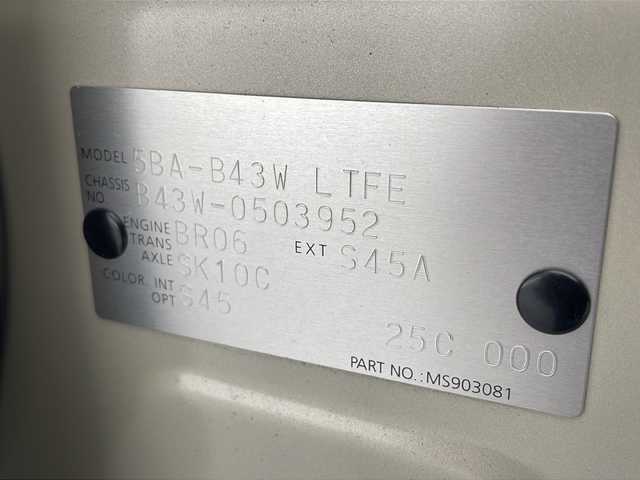 MODEL 5BA-B43W LTFE
CHASSIS NO B43W-0503952
ENGINE BR06 EXT S45A
TRANS AXLE SK10C
COLOR. INT OPT S45
25C 000
PART NO.:MS903081